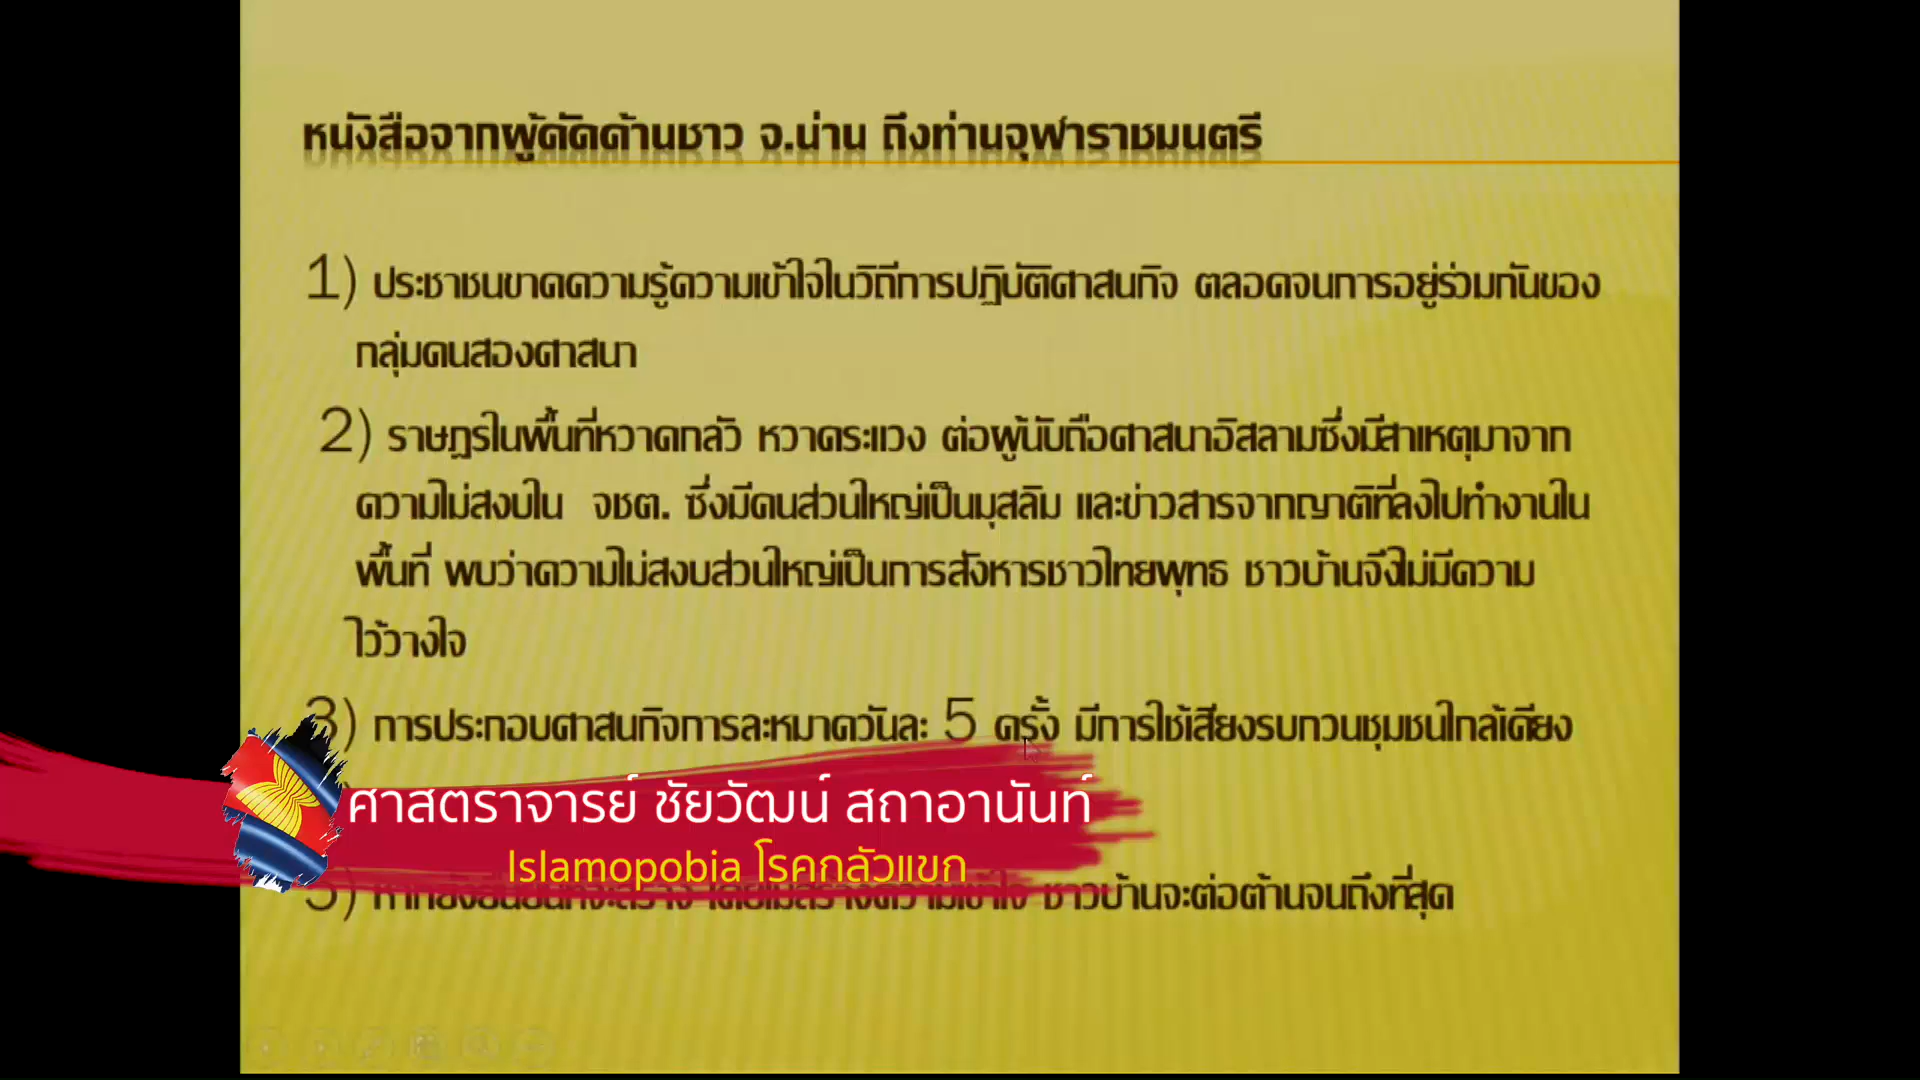 หนังสือจากผู้คัดค้านชาว จ.น่าน ถึงท่านจุฬาราชมนตรี
1) ประชาชนขาดความรู้ความเข้าใจในวิถีการปฏิบัติศาสนกิจ ตลอดจนการอยู่ร่วมกันของ
กลุ่มคนสองศาสนา
2) ราษฎรในพื้นที่หวาดกลัว หวาดระแวง ต่อผู้นับถือศาสนาอิสลามซึ่งมีสาเหตุมาจาก
ความไม่สงบใน จชต. ซึ่งมีคนส่วนใหญ่เป็นมุสลิม และข่าวสารจากญาติที่ลงไปทำงานใน
พื้นที่ พบว่าความไม่สงบส่วนใหญ่เป็นการสังหารชาวไทยพุทธ ชาวบ้านจึงไม่มีความ
ไว้วางใจ
3) การประกอบศาสนกิจการละหมาดวันละ 5 ครั้ง มีการใช้เสียงรบกวนชุมชนใกล้เคียง
ศาสตราจารย์ ชัยวัฒน์ สถาอานันท์
Islamopobia โรคกลัวแขก
5) ชาวบ้านจะต่อต้านจนถึงที่สุด